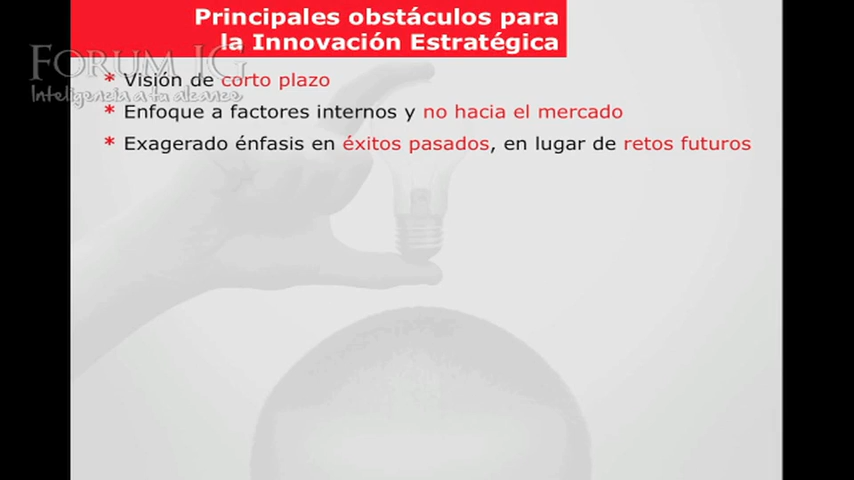 Principales obstáculos para
la Innovación Estratégica
FORUM IG
Inteligencia a tu alcance
* Visión de corto plazo
* Enfoque a factores internos y no hacia el mercado
* Exagerado énfasis en éxitos pasados, en lugar de retos futuros